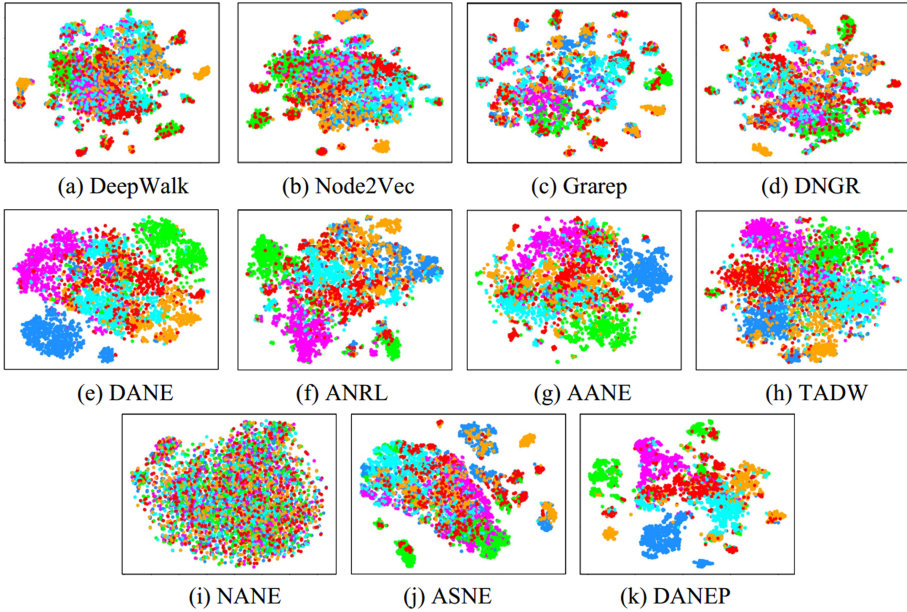 (a) DeepWalk
(b) Node2Vec
(c) Grarep
(d) DNGR
(e) DANE
(f) ANRL
(g) AANE
(h) TADW
(i) NANE
(j) ASNE
(k) DANEP